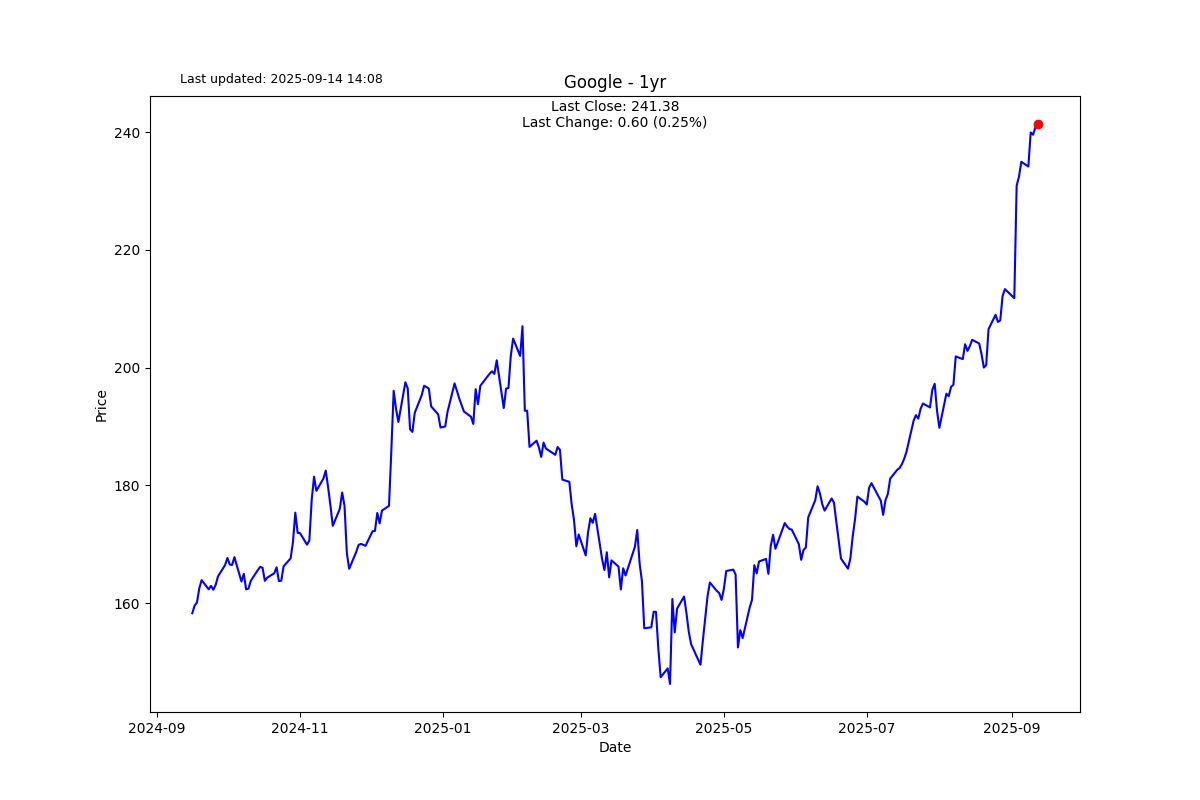 Last updated: 2025-09-14 14:08
Google - 1yr
Last Close: 241.38
Last Change: 0.60 (0.25%)
240
220
200
180
160
Price
2024-09
2024-11
2025-01
2025-03
2025-05
2025-07
2025-09
Date